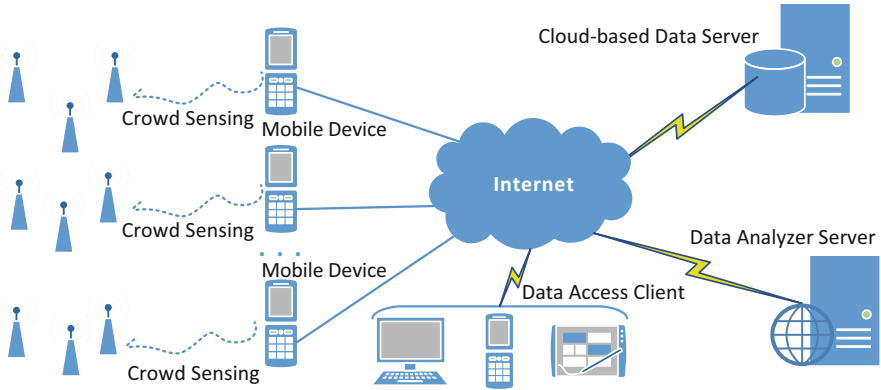 Cloud-based Data Server
Crowd Sensing
Mobile Device
Internet
Crowd Sensing
Data Analyzer Server
Mobile Device
Data Access Client
Crowd Sensing